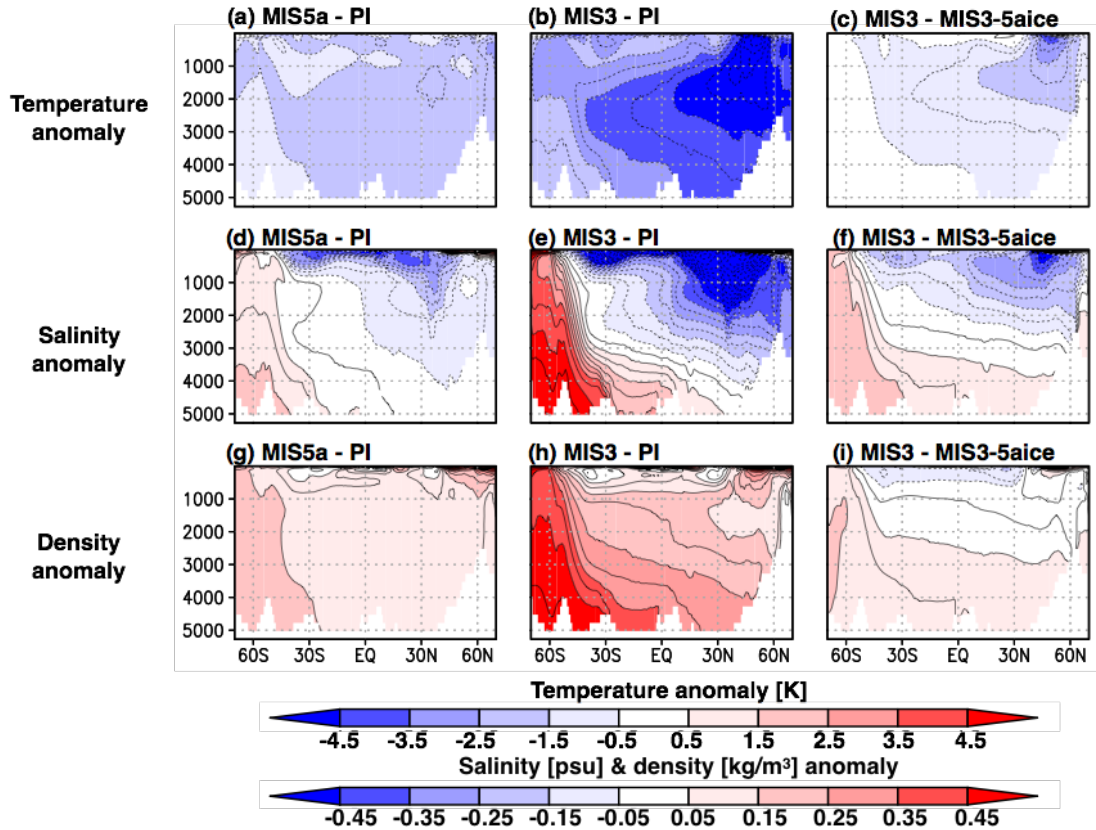 (a) MIS5a - PI (b) MIS3 - PI (c) MIS3 - MIS3-5aice
Temperature
anomaly
1000
2000
3000
4000
5000
(d) MIS5a - PI (e) MIS3 - PI (f) MIS3 - MIS3-5aice
Salinity
anomaly
1000
2000
3000
4000
5000
(g) MIS5a - PI (h) MIS3 - PI (i) MIS3 - MIS3-5aice
Density
anomaly
1000
2000
3000
4000
5000
60S 30S EQ 30N 60N 60S 30S EQ 30N 60N 60S 30S EQ 30N 60N
Temperature anomaly [K]
-4.5 -3.5 -2.5 -1.5 -0.5 0.5 1.5 2.5 3.5 4.5
Salinity [psu] & density [kg/m³] anomaly
-0.45 -0.35 -0.25 -0.15 -0.05 0.05 0.15 0.25 0.35 0.45